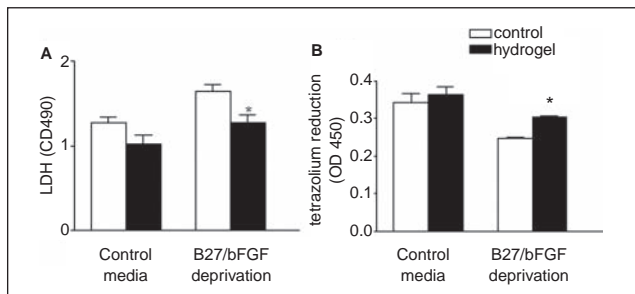 control
hydrogel
A
LDH (CD490)
2
1
0
*
Control
media
B27/bFGF
deprivation
B
tetrazolium reduction
(OD 450)
0.4
0.3
0.2
0.1
0.0
*
Control
media
B27/bFGF
deprivation